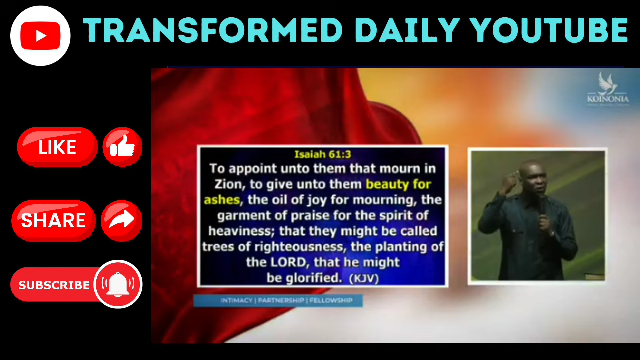 TRANSFORMED DAILY YOUTUBE
KOINONIA
LIKE
SHARE
SUBSCRIBE
Isaiah 61:3
To appoint unto them that mourn in
Zion, to give unto them beauty for
ashes, the oil of joy for mourning, the
garment of praise for the spirit of
heaviness; that they might be called
trees of righteousness, the planting of
the LORD, that he might
be glorified. (KJV)
INTIMACY | PARTNERSHIP | FELLOWSHIP